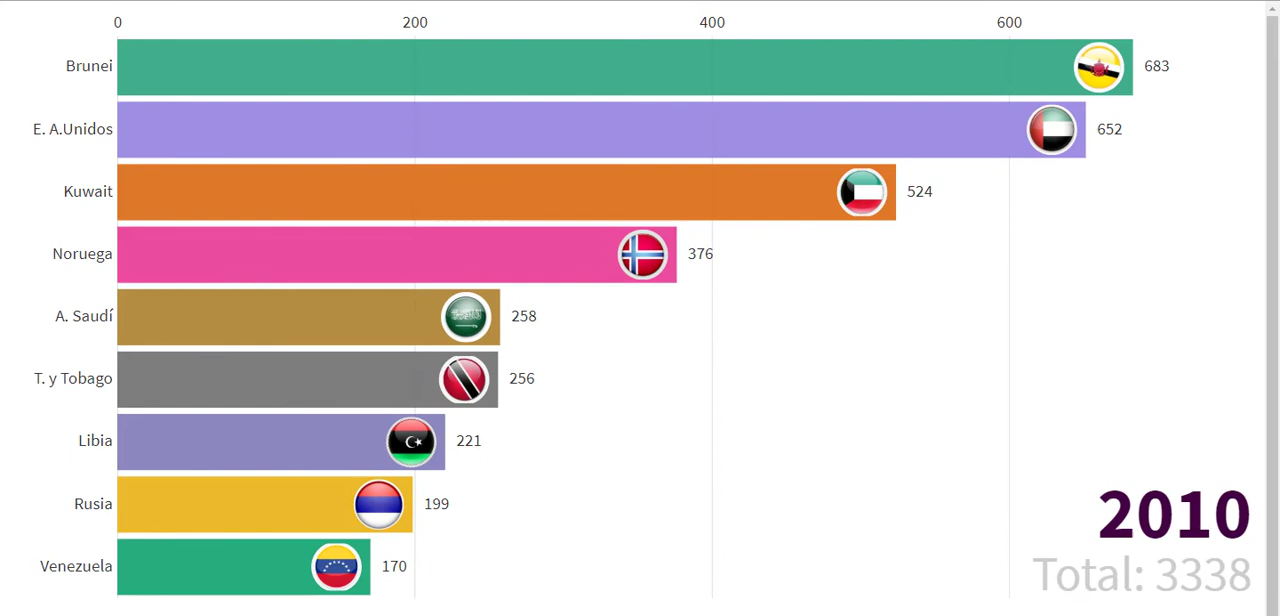 0 200 400 600
Brunei 683
E. A.Unidos 652
Kuwait 524
Noruega 376
A. Saudí 258
T. y Tobago 256
Libia 221
Rusia 199
Venezuela 170
2010
Total: 3338